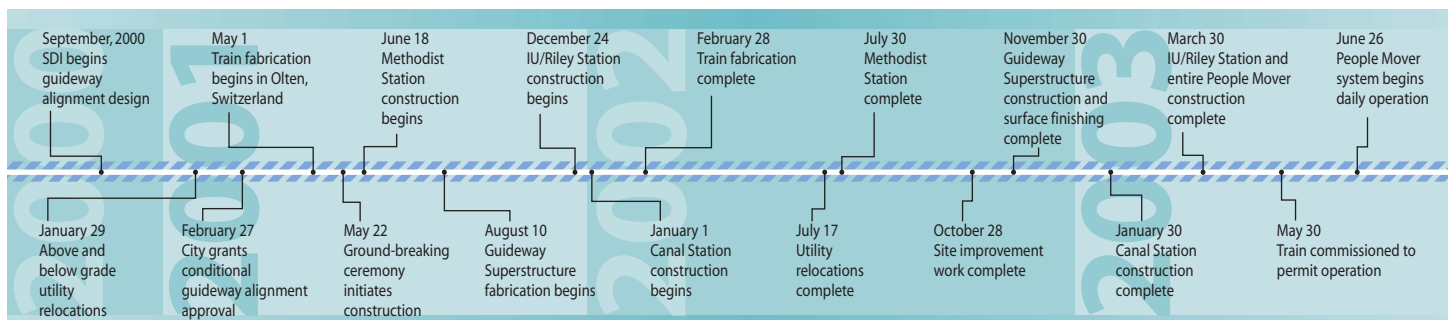 2000
2001
2002
2003
September, 2000
SDI begins
guideway
alignment design
May 1
Train fabrication
begins in Olten,
Switzerland
June 18
Methodist
Station
construction
begins
December 24
IU/Riley Station
construction
begins
February 28
Train fabrication
complete
July 30
Methodist
Station
complete
November 30
Guideway
Superstructure
construction and
surface finishing
complete
March 30
IU/Riley Station and
entire People Mover
construction
complete
June 26
People Mover
system begins
daily operation
January 29
Above and
below grade
utility
relocations
February 27
City grants
conditional
guideway alignment
approval
May 22
Ground-breaking
ceremony
initiates
construction
August 10
Guideway
Superstructure
fabrication begins
January 1
Canal Station
construction
begins
July 17
Utility
relocations
complete
October 28
Site improvement
work complete
January 30
Canal Station
construction
complete
May 30
Train commissioned to
permit operation